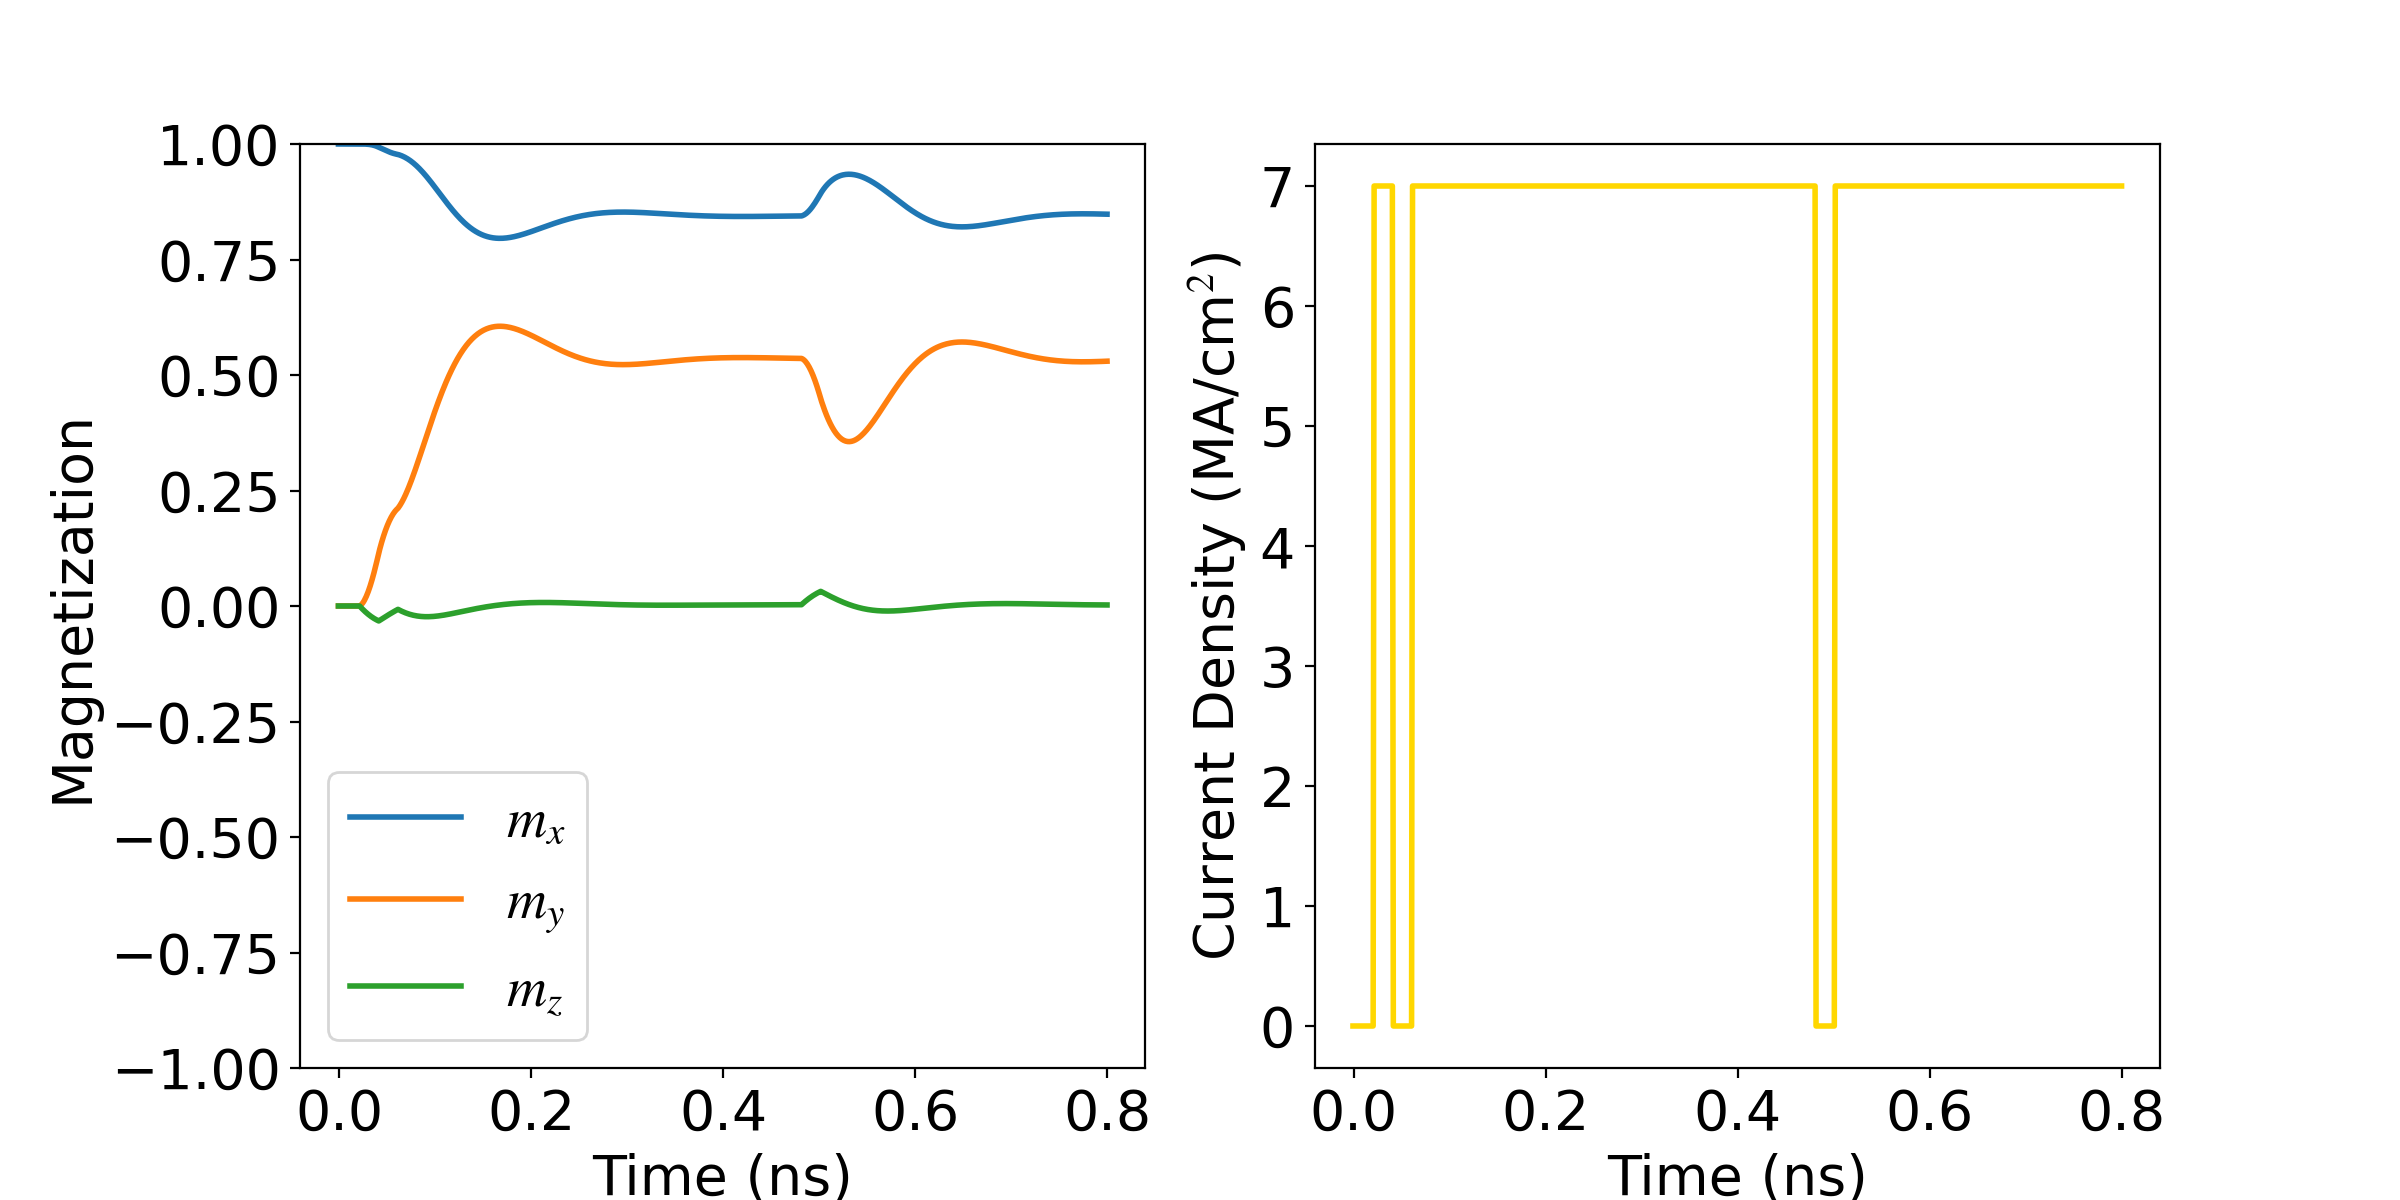 1.00
0.75
0.50
0.25
0.00
−0.25
−0.50
−0.75
−1.00
Magnetization
m_x
m_y
m_z
0.0 0.2 0.4 0.6 0.8
Time (ns)
7
6
5
4
3
2
1
0
Current Density (MA/cm²)
0.0 0.2 0.4 0.6 0.8
Time (ns)